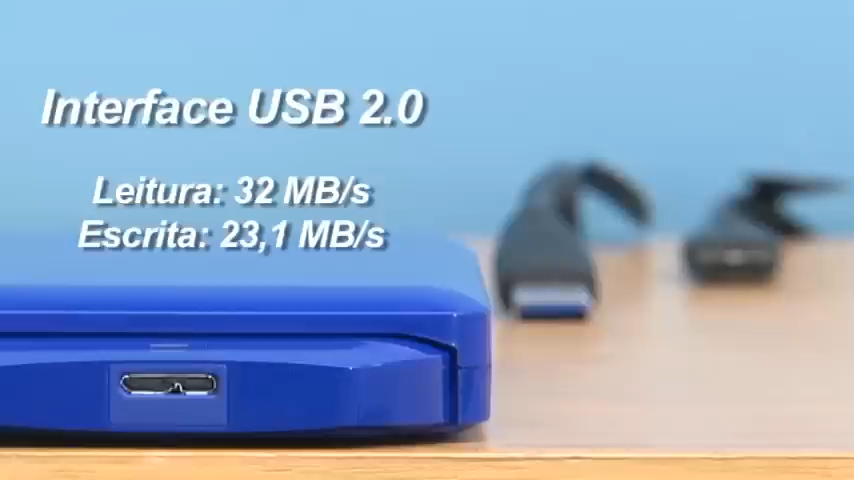 Interface USB 2.0
Leitura: 32 MB/s
Escrita: 23,1 MB/s